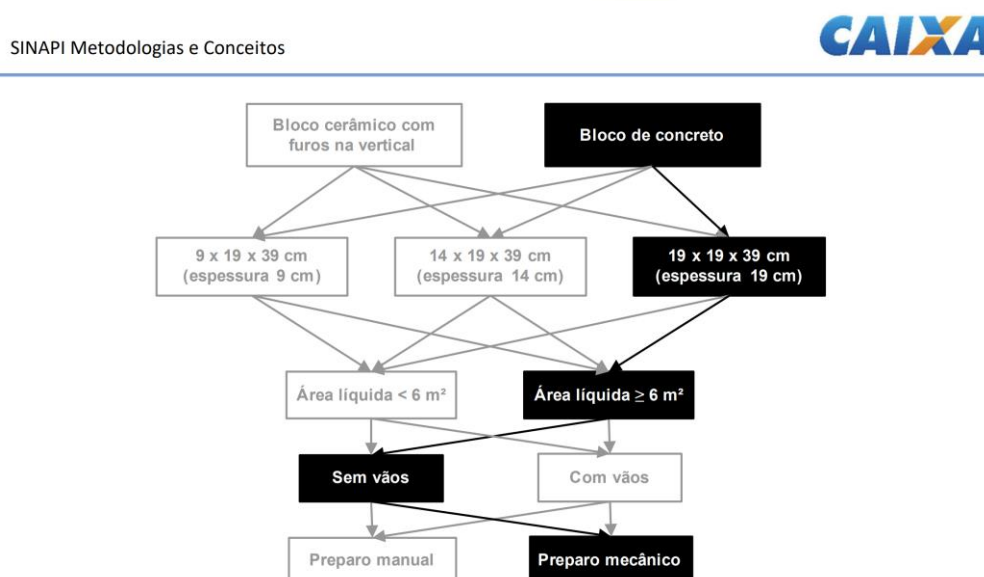 SINAPI Metodologias e Conceitos
CAIXA
Bloco cerâmico com
furos na vertical
Bloco de concreto
9 x 19 x 39 cm
(espessura 9 cm)
14 x 19 x 39 cm
(espessura 14 cm)
19 x 19 x 39 cm
(espessura 19 cm)
Área líquida < 6 m²
Área líquida ≥ 6 m²
Sem vãos
Com vãos
Preparo manual
Preparo mecânico